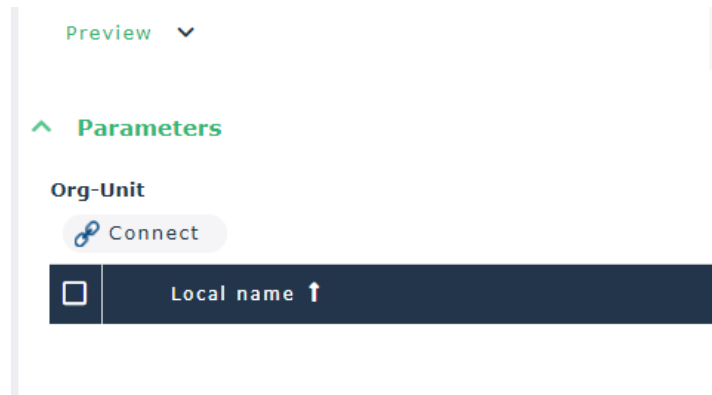 Preview
Parameters
Org-Unit
Connect
Local name